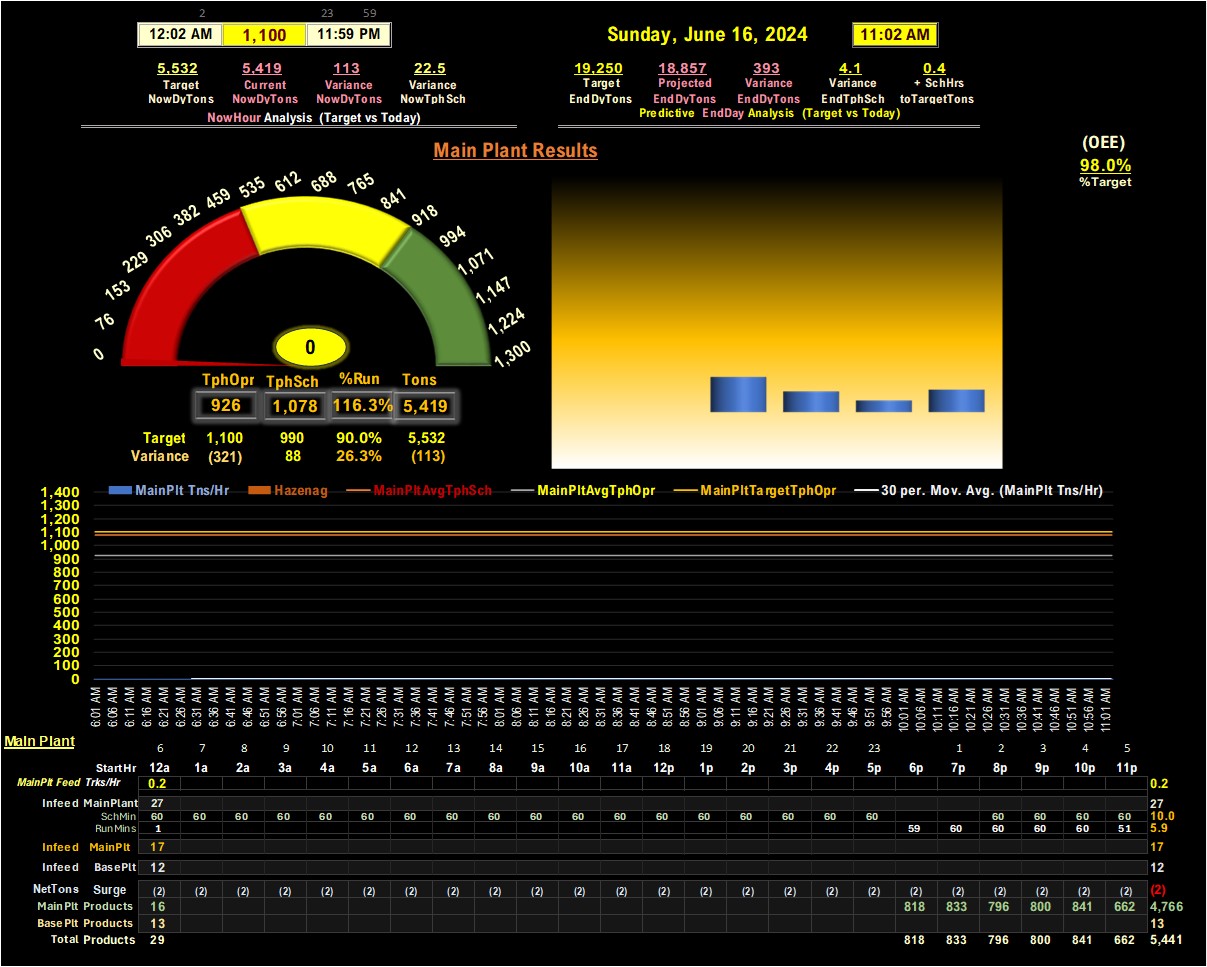 2 23 59
12:02 AM 1,100 11:59 PM
Sunday, June 16, 2024 11:02 AM
5,532 5,419 113 22.5
Target Current Variance Variance
NowDyTons NowDyTons NowDyTons NowTphSch
NowHour Analysis (Target vs Today)
19,250 18,857 393 4.1 0.4
Target Projected Variance Variance + SchHrs
EndDyTons EndDyTons EndDyTons EndTphSch toTargetTons
Predictive EndDay Analysis (Target vs Today)
Main Plant Results
(OEE)
98.0%
%Target
0 76 153 229 306 382 459 535 612 688 765 841 918 994 1,071 1,147 1,224 1,300
0
TphOpr TphSch %Run Tons
926 1,078 116.3% 5,419
Target 1,100 990 90.0% 5,532
Variance (321) 88 26.3% (113)
MainPlt Tns/Hr Hazenag MainPltAvgTphSch MainPltAvgTphOpr MainPltTargetTphOpr 30 per. Mov. Avg. (MainPlt Tns/Hr)
1,400
1,300
1,200
1,100
1,000
900
800
700
600
500
400
300
200
100
0
6:01 AM 6:06 AM 6:11 AM 6:16 AM 6:21 AM 6:26 AM 6:31 AM 6:36 AM 6:41 AM 6:46 AM 6:51 AM 6:56 AM 7:01 AM 7:06 AM 7:11 AM 7:16 AM 7:21 AM 7:26 AM 7:31 AM 7:36 AM 7:41 AM 7:46 AM 7:51 AM 7:56 AM 8:01 AM 8:06 AM 8:11 AM 8:16 AM 8:21 AM 8:26 AM 8:31 AM 8:36 AM 8:41 AM 8:46 AM 8:51 AM 8:56 AM 9:01 AM 9:06 AM 9:11 AM 9:16 AM 9:21 AM 9:26 AM 9:31 AM 9:36 AM 9:41 AM 9:46 AM 9:51 AM 9:56 AM 10:01 AM 10:06 AM 10:11 AM 10:16 AM 10:21 AM 10:26 AM 10:31 AM 10:36 AM 10:41 AM 10:46 AM 10:51 AM 10:56 AM 11:01 AM
Main Plant
6 7 8 9 10 11 12 13 14 15 16 17 18 19 20 21 22 23 1 2 3 4 5
StartHr 12a 1a 2a 3a 4a 5a 6a 7a 8a 9a 10a 11a 12p 1p 2p 3p 4p 5p 6p 7p 8p 9p 10p 11p
MainPlt Feed Trks/Hr 0.2 0.2
Infeed MainPlant 27 27
SchMin 60 60 60 60 60 60 60 60 60 60 60 60 60 60 60 60 60 60 60 60 60 60 10.0
RunMins 1 59 60 60 60 60 51 5.9
Infeed MainPlt 17 17
Infeed BasePlt 12 12
NetTons Surge (2) (2) (2) (2) (2) (2) (2) (2) (2) (2) (2) (2) (2) (2) (2) (2) (2) (2) (2) (2) (2) (2) (2) (2) (2)
MainPlt Products 16 818 833 796 800 841 662 4,766
BasePlt Products 13 13
Total Products 29 818 833 796 800 841 662 5,441